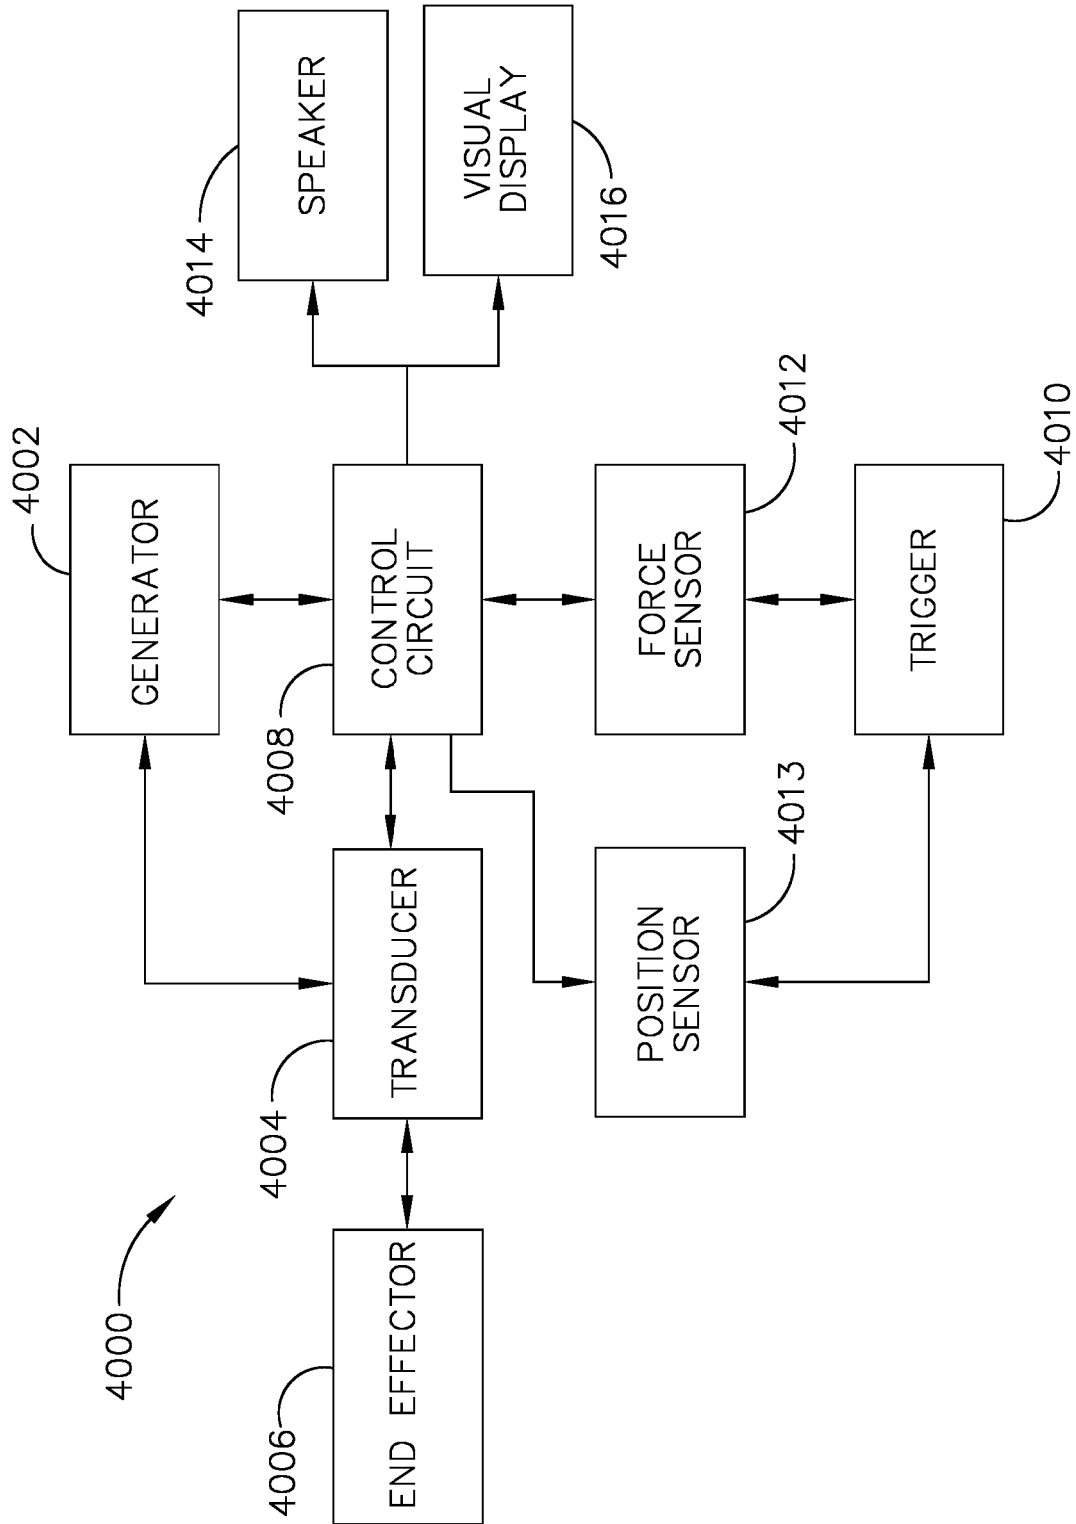 4000
4002
GENERATOR
4014
SPEAKER
4006
END EFFECTOR
4004
TRANSDUCER
4008
CONTROL
CIRCUIT
VISUAL
DISPLAY
4016
POSITION
SENSOR
4013
FORCE
SENSOR
4012
TRIGGER
4010